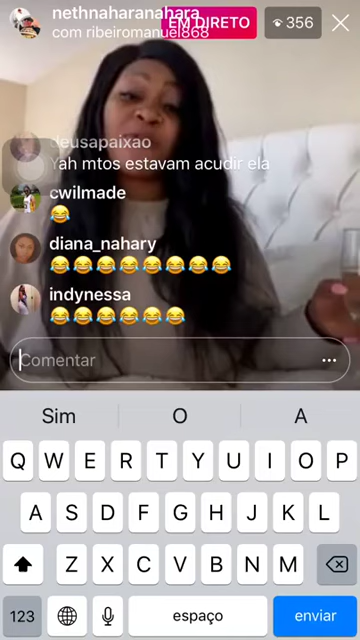 nethnaharanahara
com ribeiromanuel868
EM DIRETO
356
deusapaixao
Yah mtos estavam acudir ela
cwilmade
😂
diana_nahary
😂😂😂😂😂😂😂😂
indynessa
😂😂😂😂😂😂
Comentar
Sim O A
Q W E R T Y U I O P
A S D F G H J K L
Z X C V B N M
123 espaço enviar